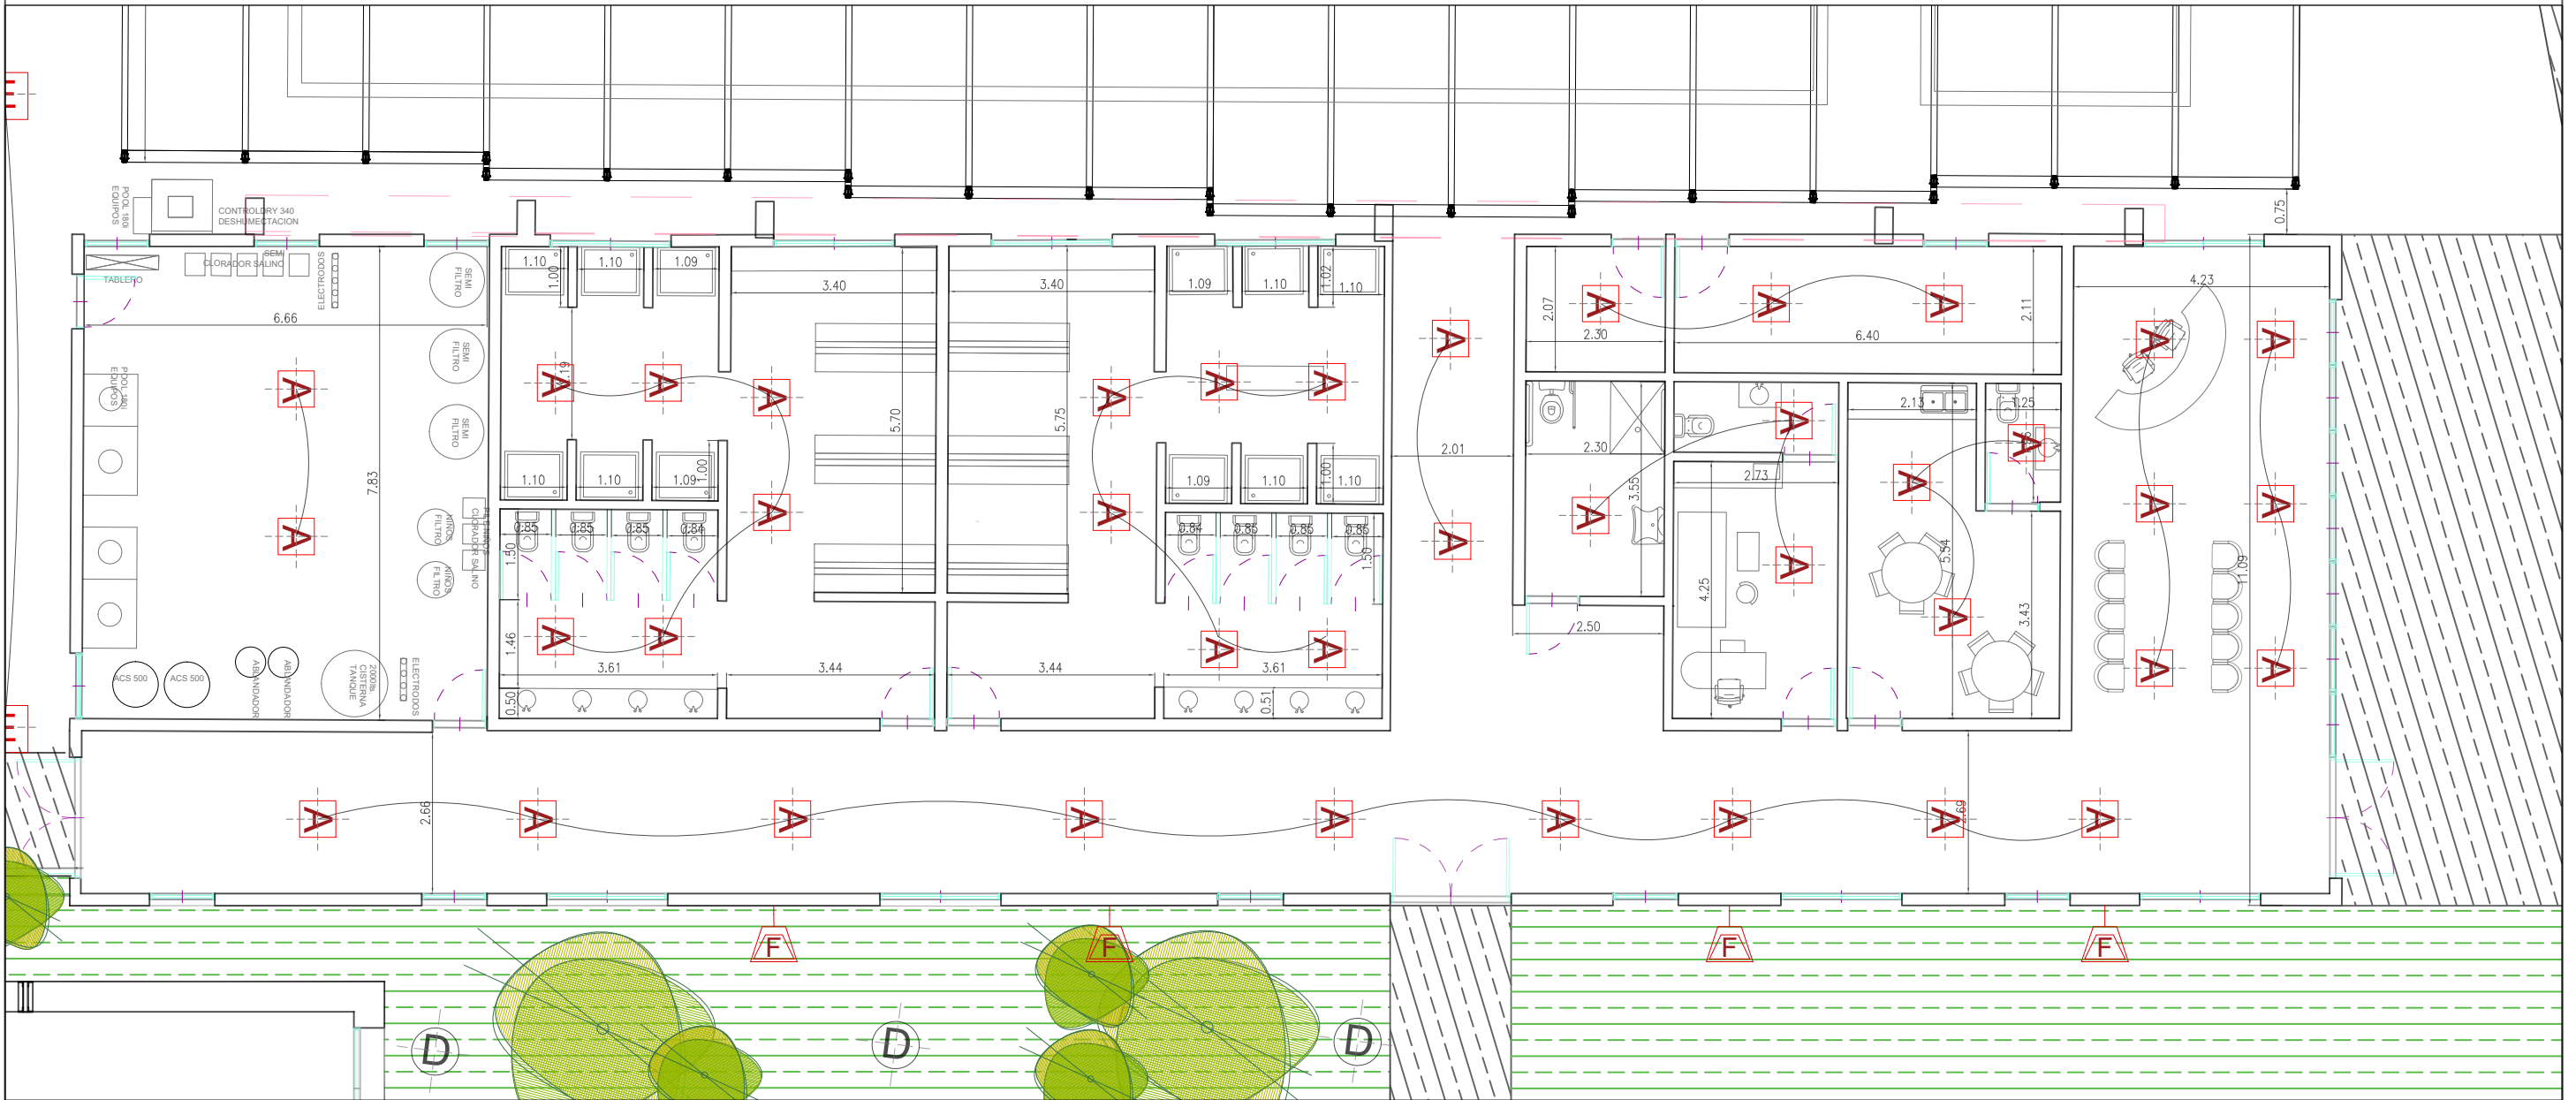 E
POOL 180I
EQUIPOS
CONTROLDRY 340
DESHUMECTACION
0.75
SEMI
CLORADOR SALINO
TABLERO
ELECTRODOS
SEMI
FILTRO
1.10
1.10
1.09
1.00
3.40
3.40
1.09
1.10
1.10
1.02
2.07
2.30
6.40
2.11
4.23
6.66
SEMI
FILTRO
SEMI
FILTRO
POOL 180I
EQUIPOS
A
A
7.83
A
A
A
A
5.70
5.75
A
A
A
A
A
A
A
A
A
A
A
A
A
A
1.10
1.10
1.09
1.00
1.09
1.10
1.10
1.00
2.01
2.30
3.55
2.73
2.13
1.25
A
A
A
A
A
A
A
A
A
A
A
A
NIÑOS
FILTRO
CLORADOR SALINO
NIÑOS
FILTRO
0.85
0.85
0.85
0.84
1.50
0.84
0.85
0.85
0.85
1.50
4.25
5.54
3.43
11.09
A
A
A
A
1.46
3.61
3.44
3.44
3.61
2.50
0.50
0.51
ACS 500
ACS 500
ABLANDADOR
ABLANDADOR
2000lts
CISTERNA
TANQUE
ELECTRODOS
E
2.66
2.69
A
A
A
A
A
A
A
A
A
F
F
F
F
D
D
D